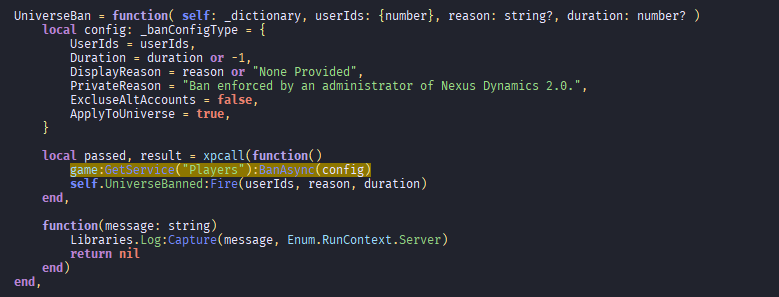 UniverseBan = function( self: _dictionary, userIds: {number}, reason: string?, duration: number? )
local config: _banConfigType = {
UserIds = userIds,
Duration = duration or -1,
DisplayReason = reason or "None Provided",
PrivateReason = "Ban enforced by an administrator of Nexus Dynamics 2.0.",
ExcluseAltAccounts = false,
ApplyToUniverse = true,
}
local passed, result = xpcall(function()
game:GetService("Players"):BanAsync(config)
self.UniverseBanned:Fire(userIds, reason, duration)
end,
function(message: string)
Libraries.Log:Capture(message, Enum.RunContext.Server)
return nil
end)
end,